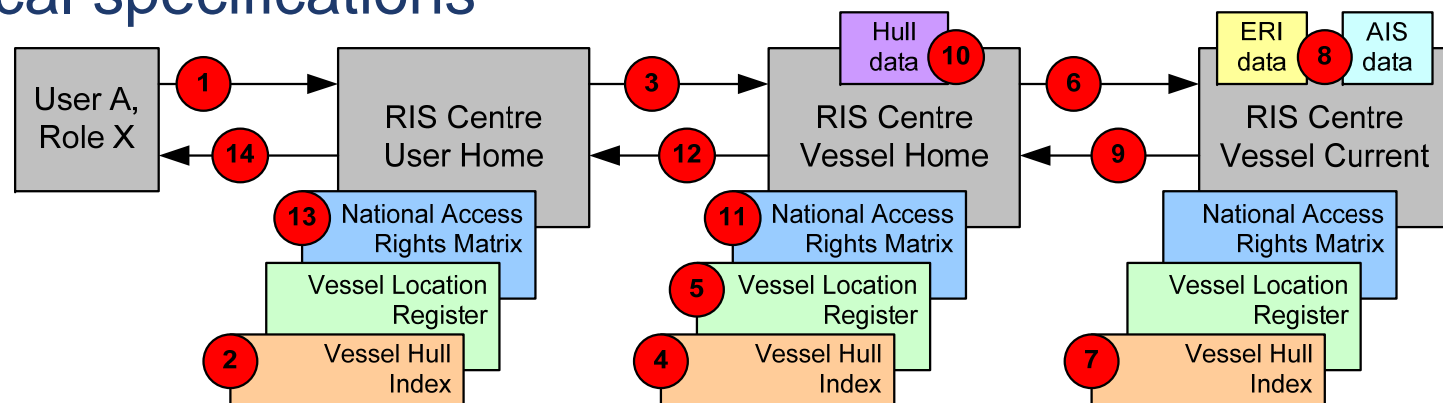 cal specifications
Hull
data
10
ERI
data
8
AIS
data
User A,
Role X
1
14
RIS Centre
User Home
3
12
RIS Centre
Vessel Home
6
9
RIS Centre
Vessel Current
13
National Access
Rights Matrix
Vessel Location
Register
2
Vessel Hull
Index
11
National Access
Rights Matrix
5
Vessel Location
Register
4
Vessel Hull
Index
National Access
Rights Matrix
Vessel Location
Register
7
Vessel Hull
Index